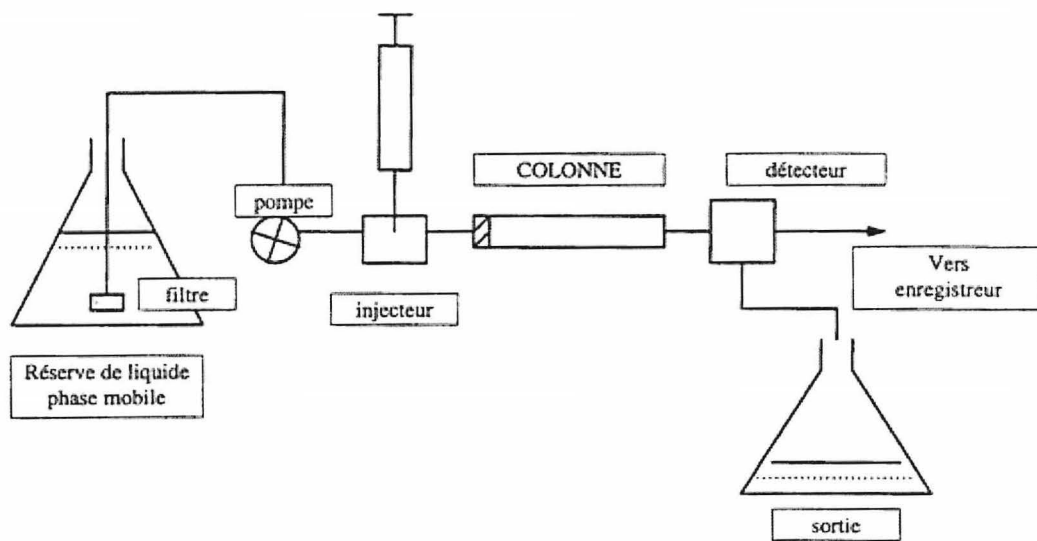 COLONNE
détecteur
pompe
filtre
injecteur
Vers
enregistreur
Réserve de liquide
phase mobile
sortie